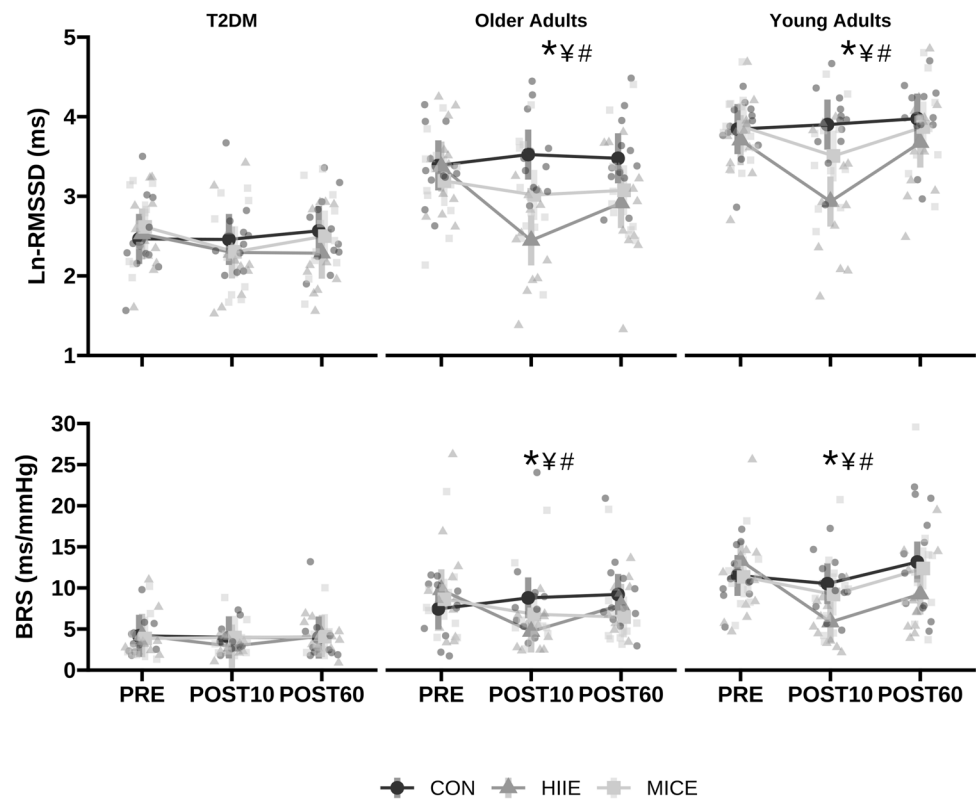 T2DM Older Adults Young Adults
5
*¥# *¥#
4
Ln-RMSSD (ms)
3
2
1
30
25
*¥# *¥#
20
BRS (ms/mmHg)
15
10
5
0
PRE POST10 POST60 PRE POST10 POST60 PRE POST10 POST60
CON HIIE MICE